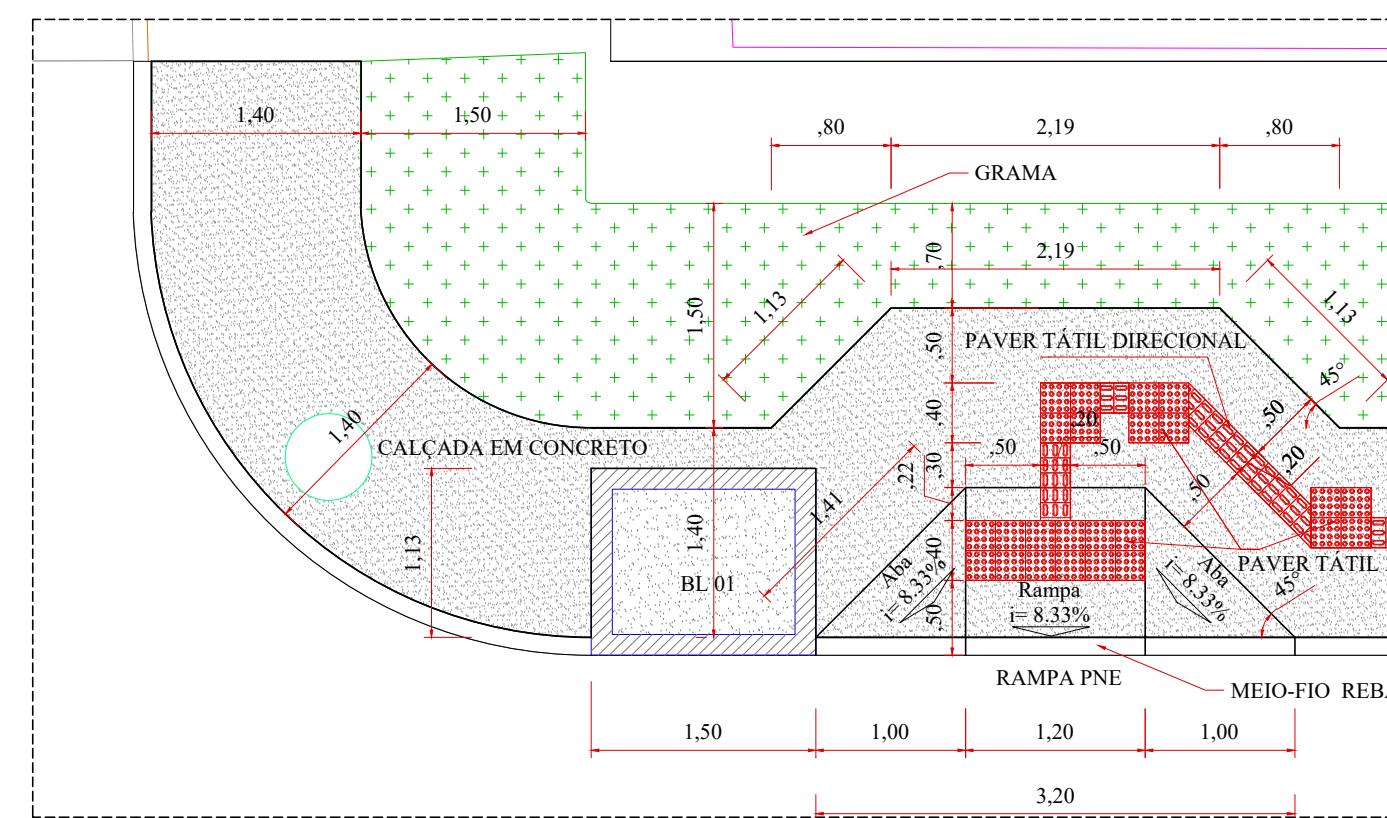 1,40
1,50
,80
2,19
,80
GRAMA
,70
2,19
1,13
1,13
1,50
,50
PAVER TÁTIL DIRECIONAL
45°
,40
,20
,50
1,40
CALÇADA EM CONCRETO
,50
,50
,30
,22
,20
,50
1,41
1,13
1,40
,40
BL 01
Aba
i= 8.33%
Rampa
i= 8.33%
Aba
i= 8.33%
PAVER TÁTIL
45°
,50
RAMPA PNE
MEIO-FIO REBA
1,50
1,00
1,20
1,00
3,20